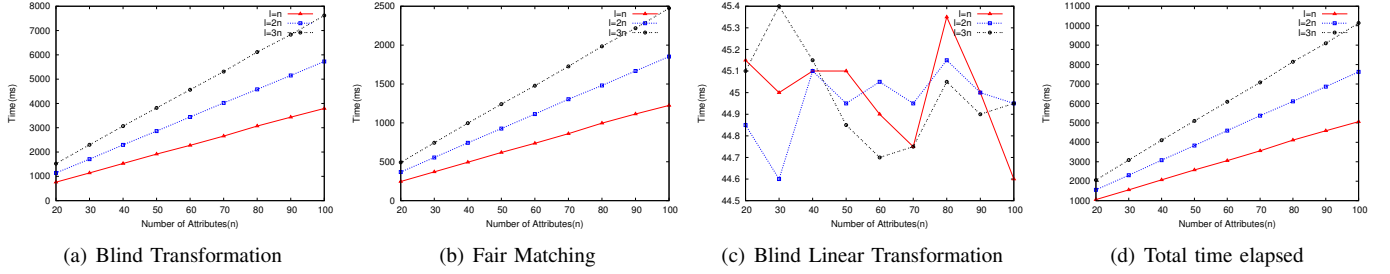 8000
7000
6000
5000
4000
3000
2000
1000
0
Time(ms)
20 30 40 50 60 70 80 90 100
Number of Attributes(n)
l=n
l=2n
l=3n
(a) Blind Transformation
2500
2000
1500
1000
500
0
Time(ms)
20 30 40 50 60 70 80 90 100
Number of Attributes(n)
l=n
l=2n
l=3n
(b) Fair Matching
45.4
45.3
45.2
45.1
45
44.9
44.8
44.7
44.6
44.5
Time(ms)
20 30 40 50 60 70 80 90 100
Number of Attributes(n)
l=n
l=2n
l=3n
(c) Blind Linear Transformation
11000
10000
9000
8000
7000
6000
5000
4000
3000
2000
1000
Time(ms)
20 30 40 50 60 70 80 90 100
Number of Attributes(n)
l=n
l=2n
l=3n
(d) Total time elapsed